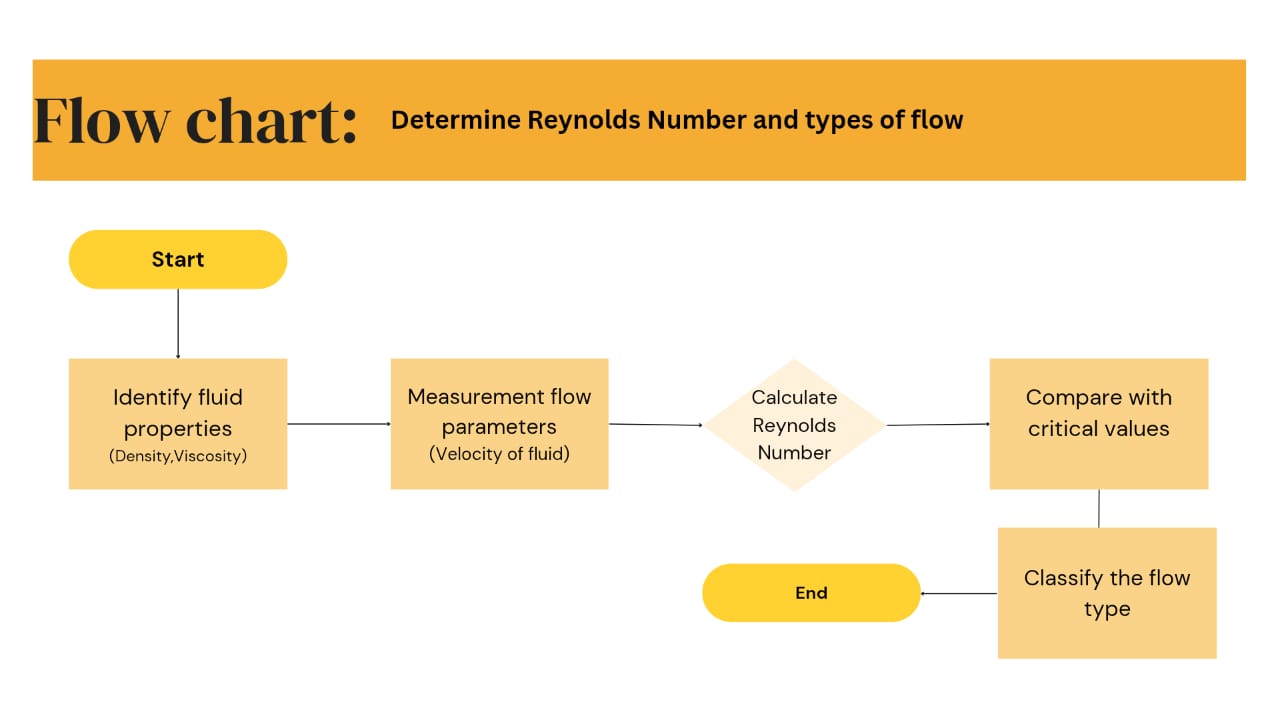 Flow chart: Determine Reynolds Number and types of flow
Start
Identify fluid
properties
(Density,Viscosity)
Measurement flow
parameters
(Velocity of fluid)
Calculate
Reynolds
Number
Compare with
critical values
Classify the flow
type
End